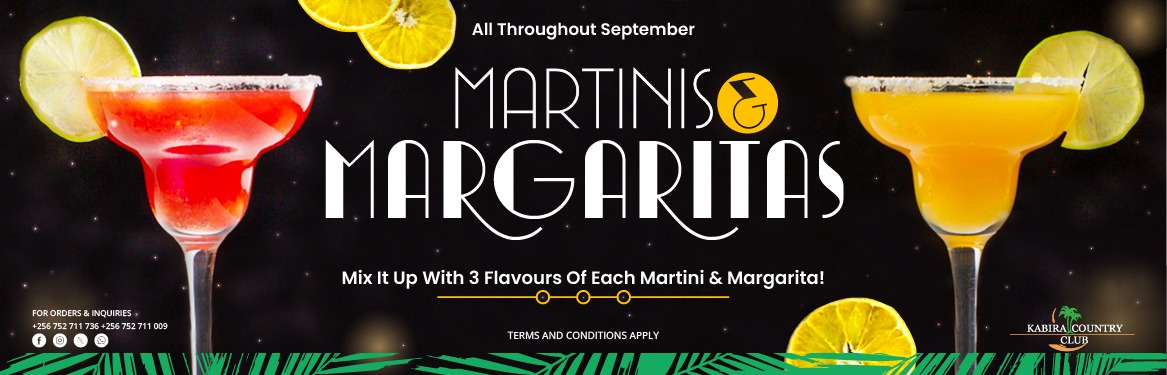 All Throughout September
MARTINIS &
MARGARITAS
Mix It Up With 3 Flavours Of Each Martini & Margarita!
TERMS AND CONDITIONS APPLY
FOR ORDERS & INQUIRIES
+256 752 711 736 +256 752 711 009
KABIRA COUNTRY
CLUB